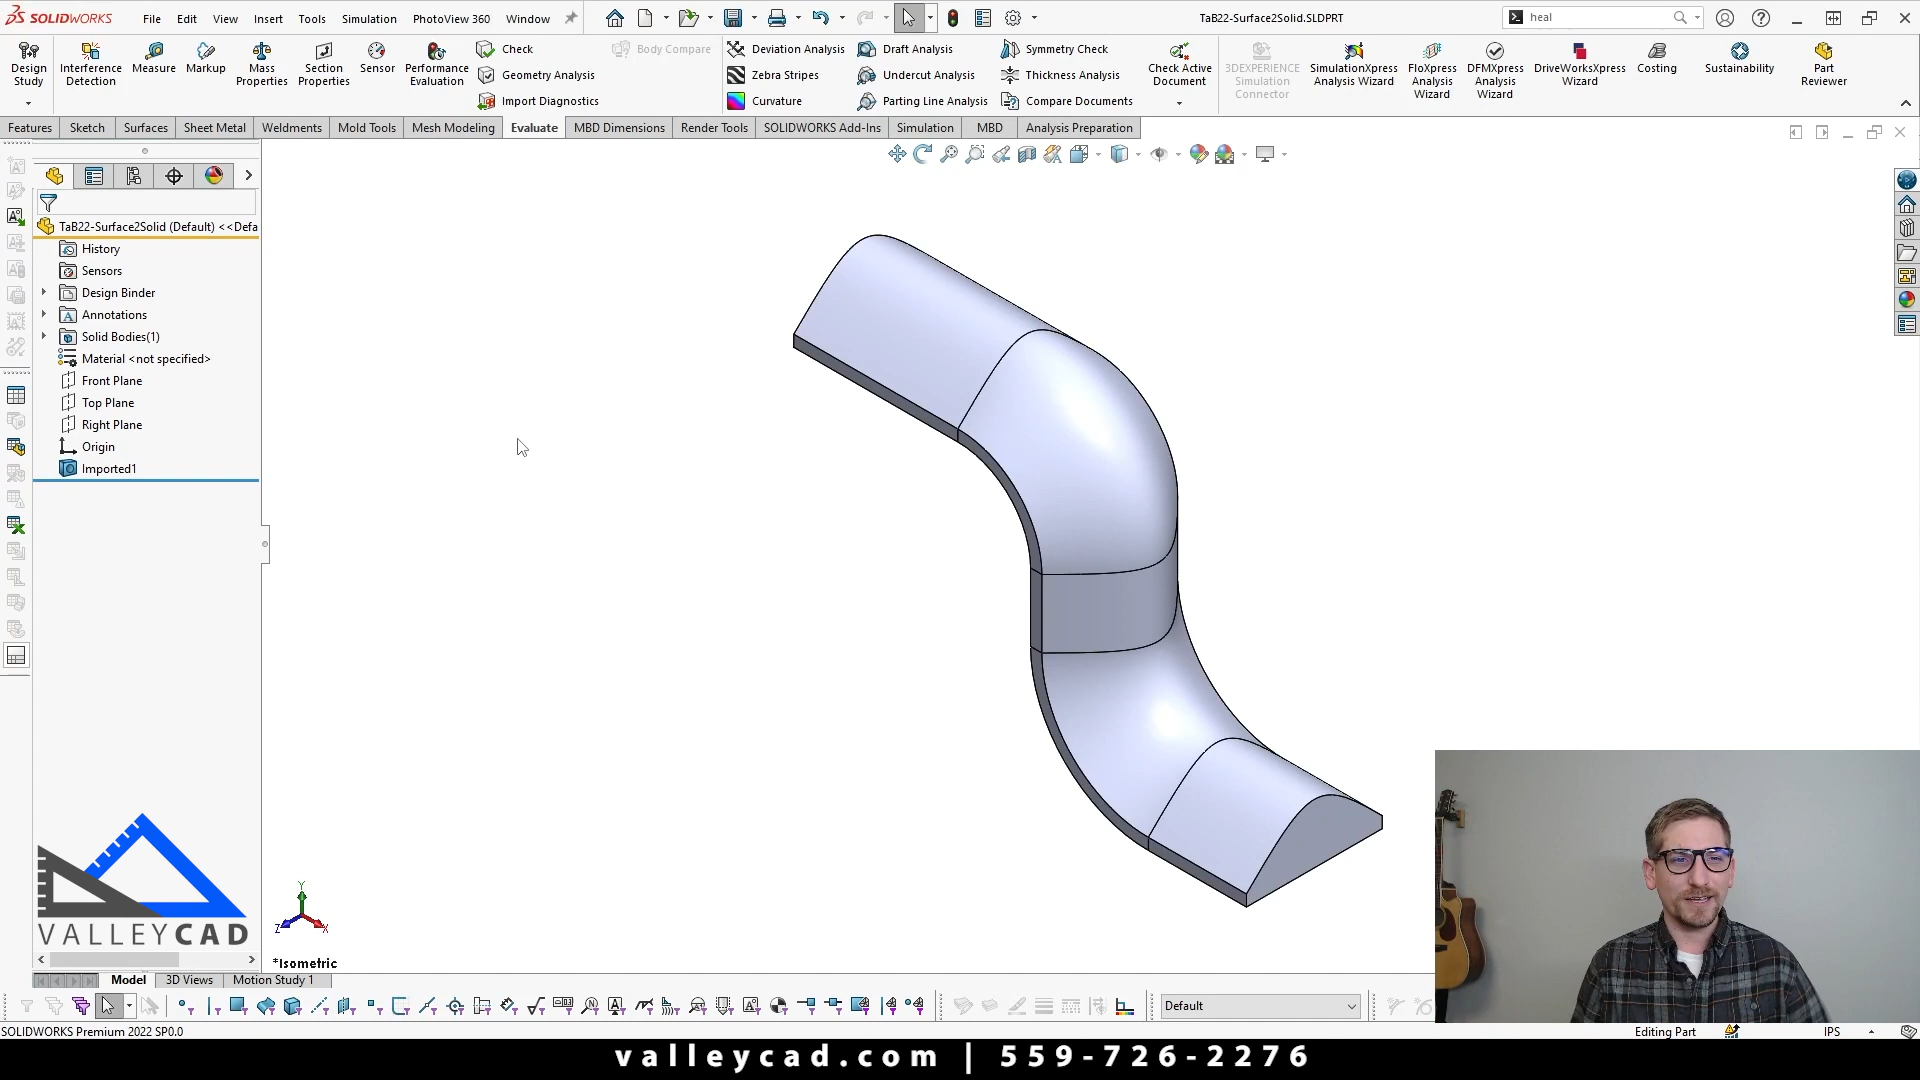 SOLIDWORKS File Edit View Insert Tools Simulation PhotoView 360 Window TaB22-Surface2Solid.SLDPRT heal
Design Study
Interference Detection
Measure
Markup
Mass Properties
Section Properties
Sensor
Performance Evaluation
Check
Geometry Analysis
Import Diagnostics
Body Compare
Deviation Analysis
Zebra Stripes
Curvature
Draft Analysis
Undercut Analysis
Parting Line Analysis
Symmetry Check
Thickness Analysis
Compare Documents
Check Active Document
3DEXPERIENCE Simulation Connector
SimulationXpress Analysis Wizard
FloXpress Analysis Wizard
DFMXpress Analysis Wizard
DriveWorksXpress Wizard
Costing
Sustainability
Part Reviewer
Features Sketch Surfaces Sheet Metal Weldments Mold Tools Mesh Modeling Evaluate MBD Dimensions Render Tools SOLIDWORKS Add-Ins Simulation MBD Analysis Preparation
TaB22-Surface2Solid (Default) <<Defa
History
Sensors
Design Binder
Annotations
Solid Bodies(1)
Material <not specified>
Front Plane
Top Plane
Right Plane
Origin
Imported1
VALLEYCAD
Y
Z X
*Isometric
Model 3D Views Motion Study 1
Default
SOLIDWORKS Premium 2022 SP0.0 Editing Part IPS
valleycad.com | 559-726-2276